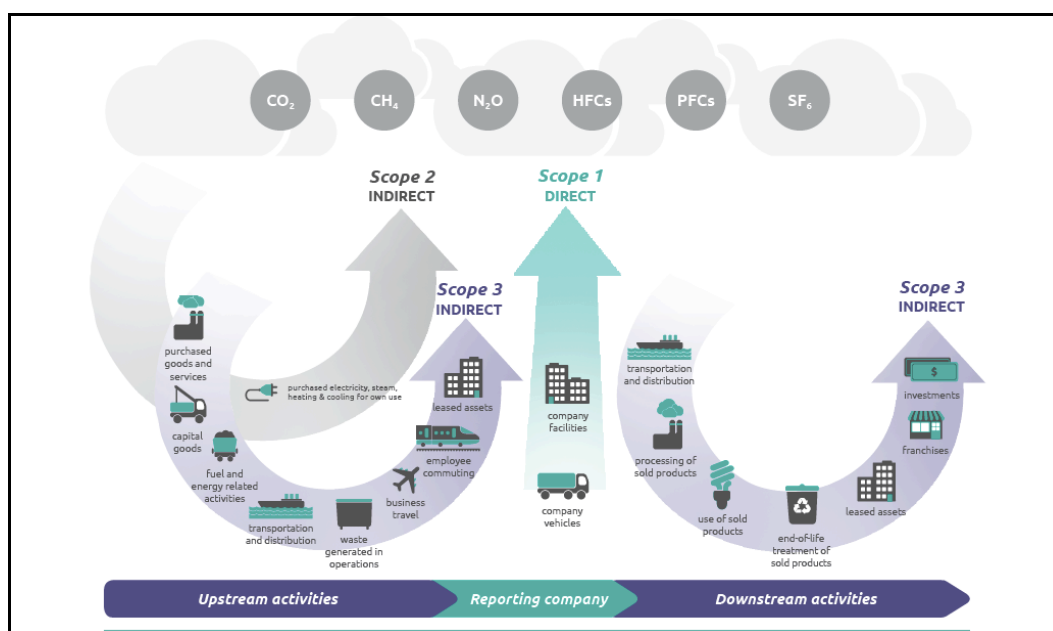 CO₂
CH₄
N₂O
HFCs
PFCs
SF₆
Scope 2
INDIRECT
Scope 1
DIRECT
Scope 3
INDIRECT
Scope 3
INDIRECT
purchased
goods and
services
capital
goods
fuel and
energy related
activities
purchased electricity, steam,
heating & cooling for own use
transportation
and distribution
waste
generated in
operations
business
travel
employee
commuting
leased assets
company
facilities
company
vehicles
transportation
and distribution
processing of
sold products
use of sold
products
end-of-life
treatment of
sold products
leased assets
franchises
$
investments
Upstream activities
Reporting company
Downstream activities